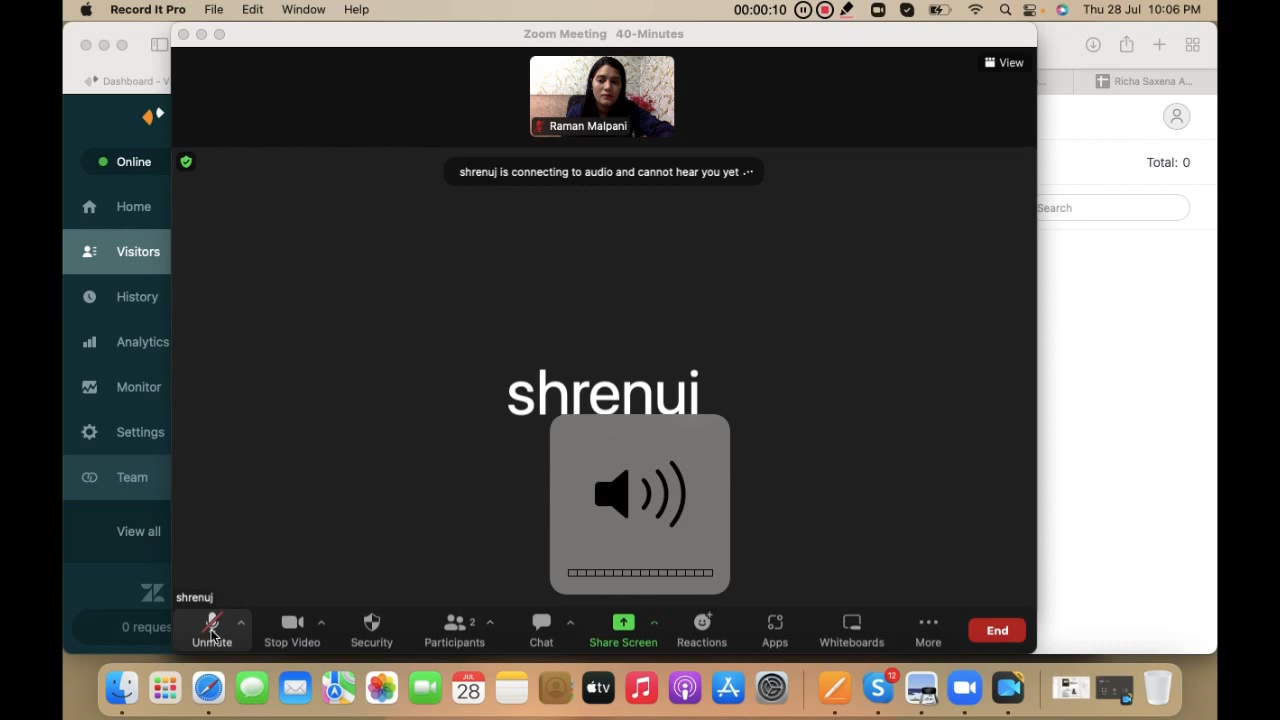 Record It Pro File Edit Window Help 00:00:10 Thu 28 Jul 10:06 PM
Zoom Meeting 40-Minutes
View
Dashboard - V
Richa Saxena A...
Raman Malpani
Online
Total: 0
shrenuj is connecting to audio and cannot hear you yet ...
Home
Search
Visitors
History
Analytics
Monitor
shrenuj
Settings
Team
View all
shrenuj
0 reques
2
Unmute Stop Video Security Participants Chat Share Screen Reactions Apps Whiteboards More End
JUL
28
tv
12